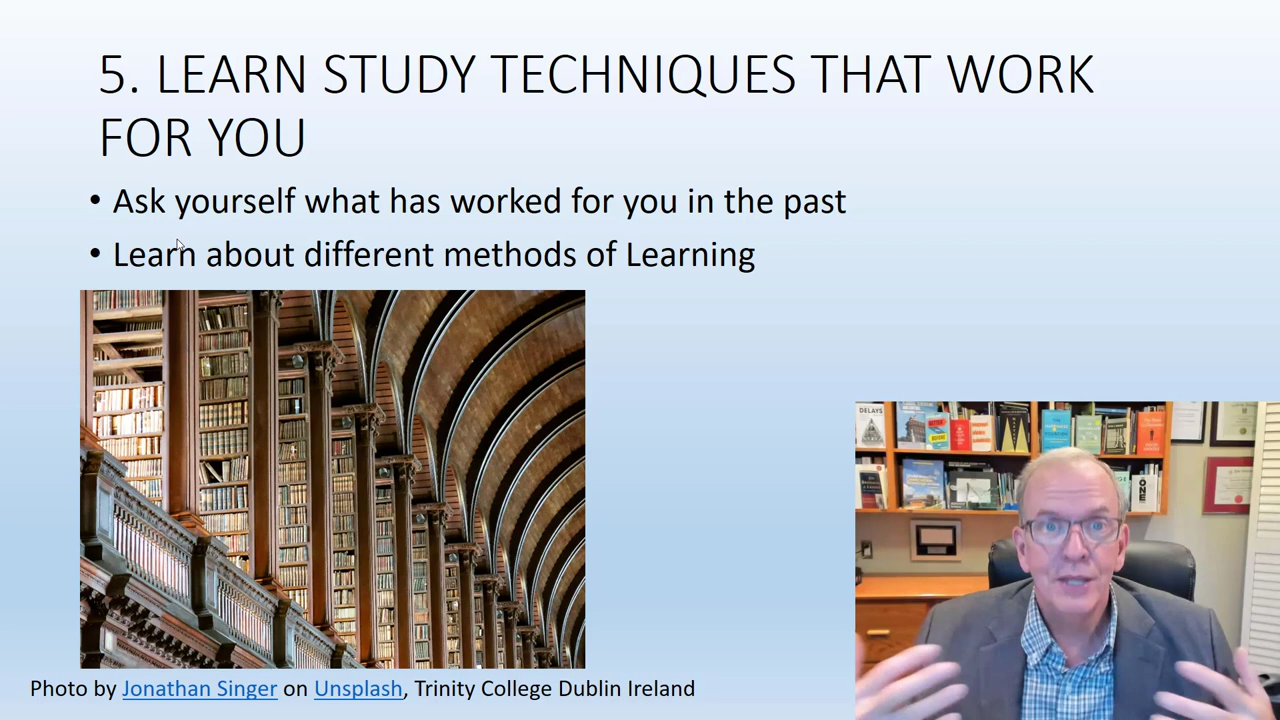 5. LEARN STUDY TECHNIQUES THAT WORK
FOR YOU
• Ask yourself what has worked for you in the past
• Learn about different methods of Learning
Photo by Jonathan Singer on Unsplash, Trinity College Dublin Ireland
DELAYS